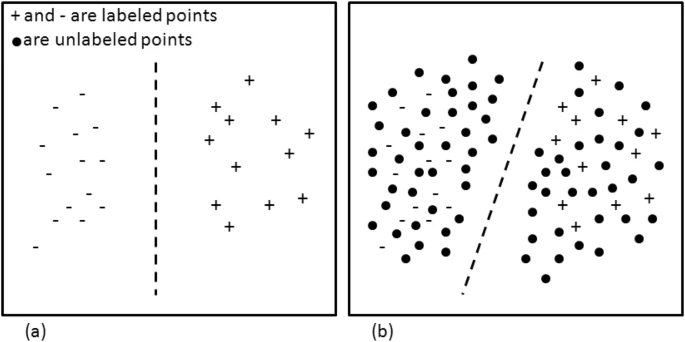 + and - are labeled points
● are unlabeled points
(a)
(b)